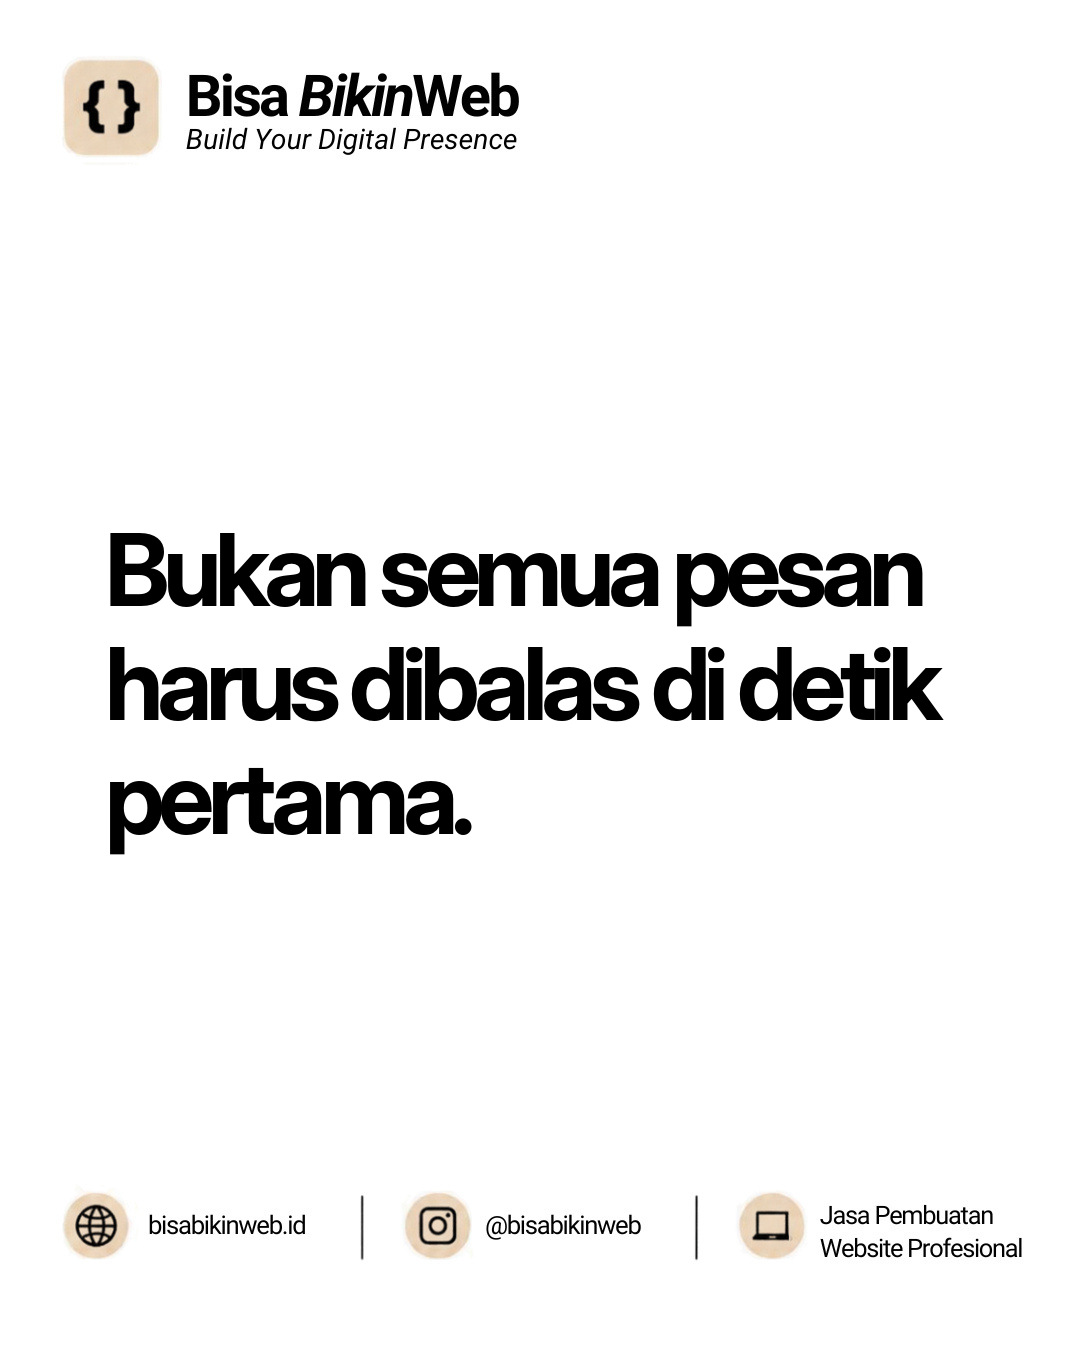 { }
Bisa BikinWeb
Build Your Digital Presence
Bukan semua pesan
harus dibalas di detik
pertama.
bisabikinweb.id
@bisabikinweb
Jasa Pembuatan
Website Profesional